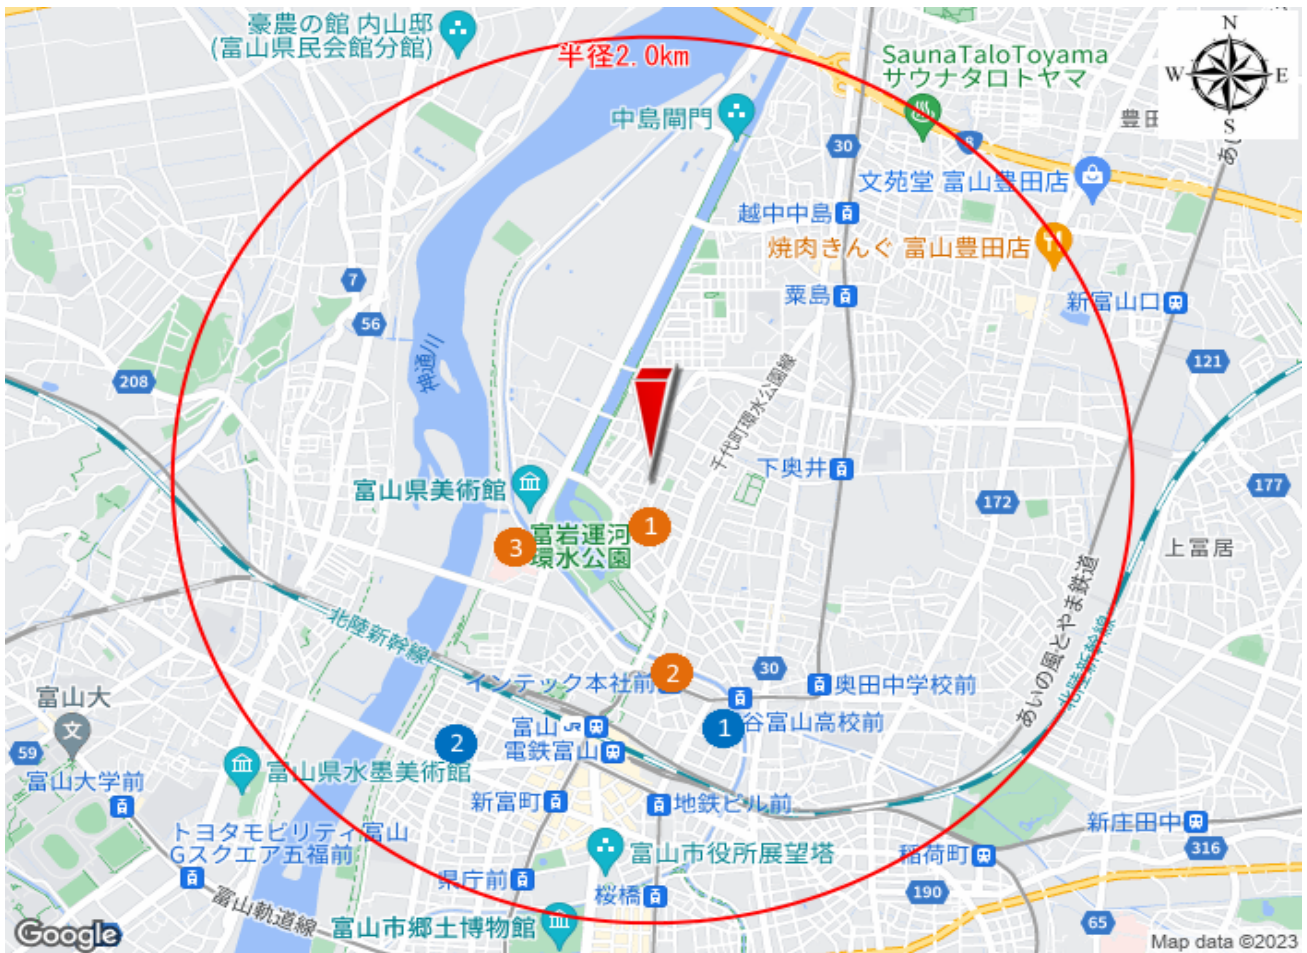 豪農の館 内山邸
(富山県民会館分館)
半径2.0km
SaunaTaloToyama
サウナタロトヤマ
N
W
E
S
豊田
中島閘門
30
8
文苑堂 富山豊田店
越中中島
焼肉きんぐ 富山豊田店
7
粟島
新富山口
56
神通川
121
208
千代町環水公園線
下奥井
富山県美術館
172
177
1
3
富岩運河
環水公園
上冨居
あいの風とやま鉄道
北陸新幹線
北陸新幹線
30
2
インテック本社前
奥田中学校前
富山大
富山
1
谷富山高校前
2
電鉄富山
59
富山県水墨美術館
富山大学前
新富町
地鉄ビル前
新庄田中
トヨタモビリティ富山
Gスクエア五福前
富山市役所展望塔
稲荷町
316
県庁前
桜橋
190
富山軌道線
富山市郷土博物館
65
Google
Map data ©2023